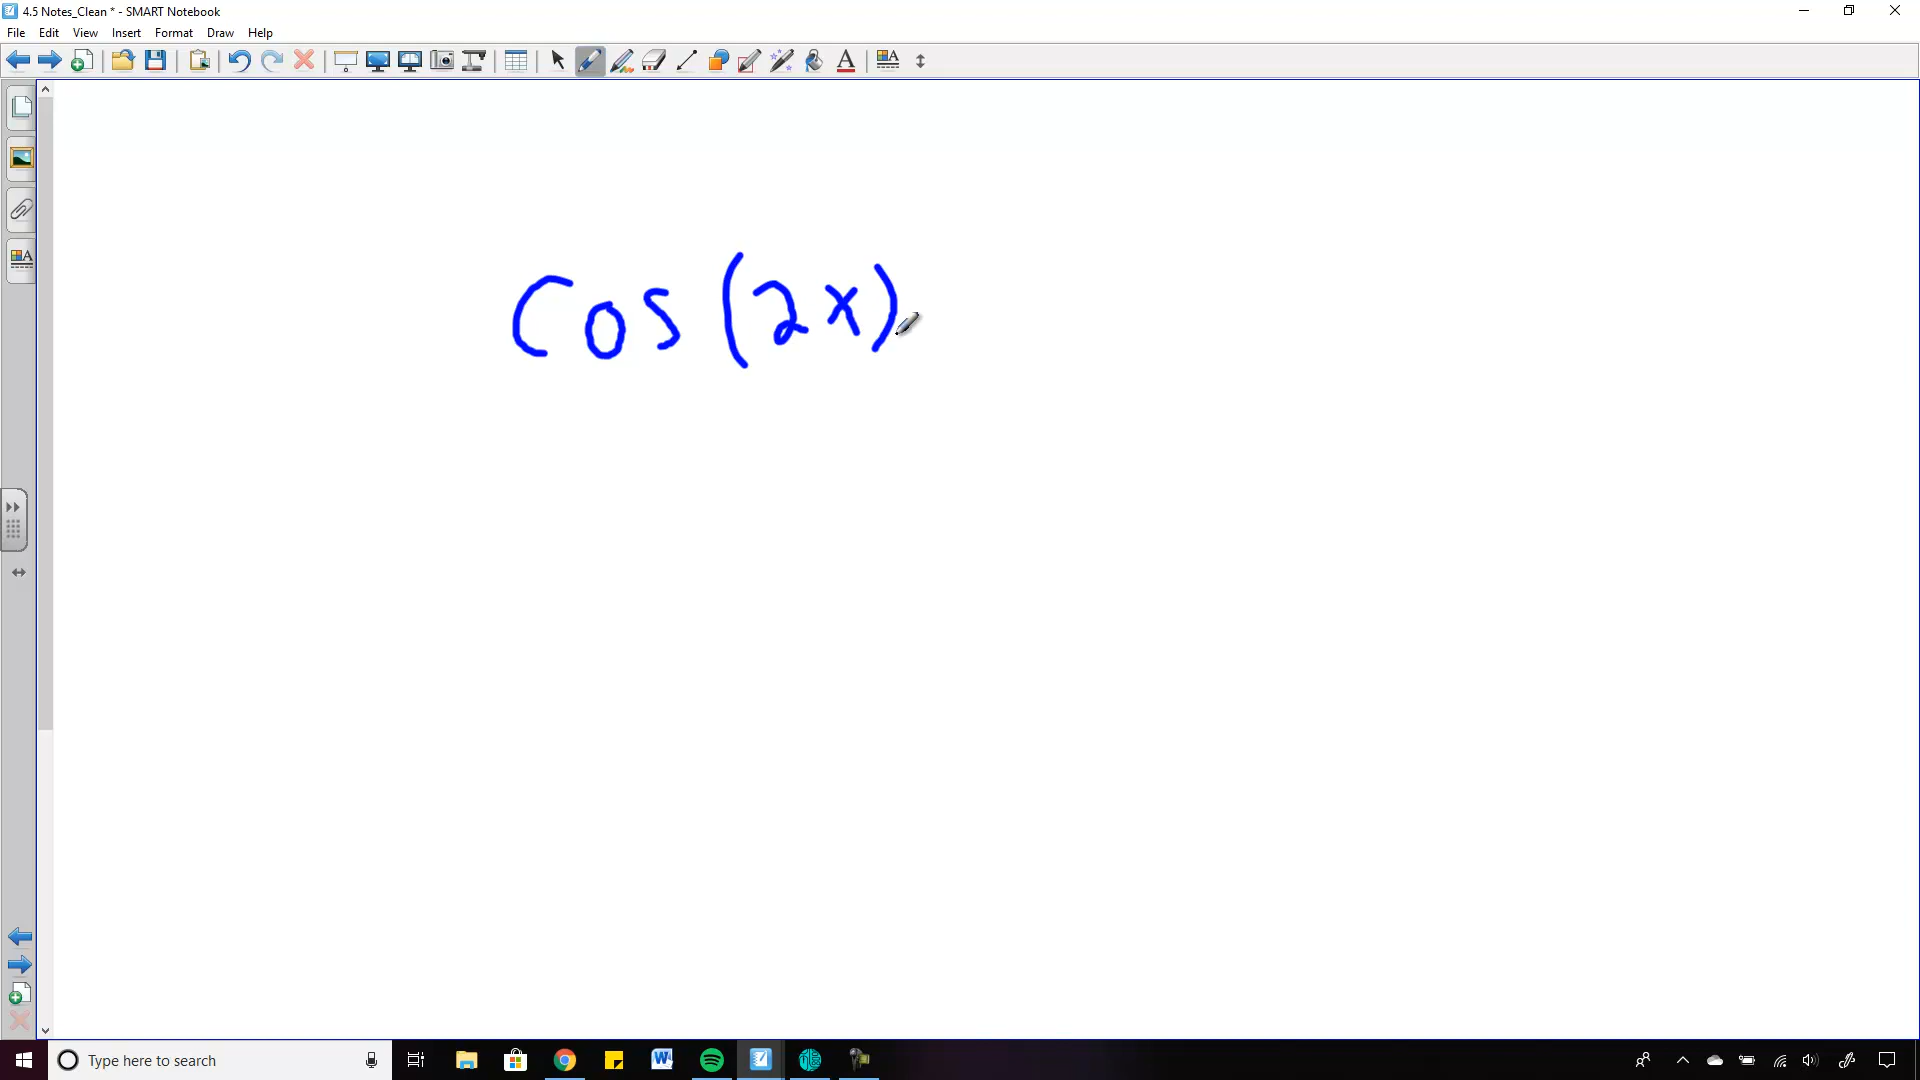 4.5 Notes_Clean * - SMART Notebook
File Edit View Insert Format Draw Help
Cos (2x)
Type here to search